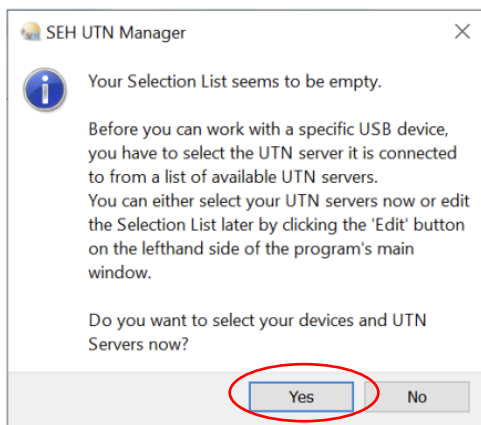 SEH UTN Manager
Your Selection List seems to be empty.
Before you can work with a specific USB device,
you have to select the UTN server it is connected
to from a list of available UTN servers.
You can either select your UTN servers now or edit
the Selection List later by clicking the 'Edit' button
on the lefthand side of the program's main
window.
Do you want to select your devices and UTN
Servers now?
Yes
No